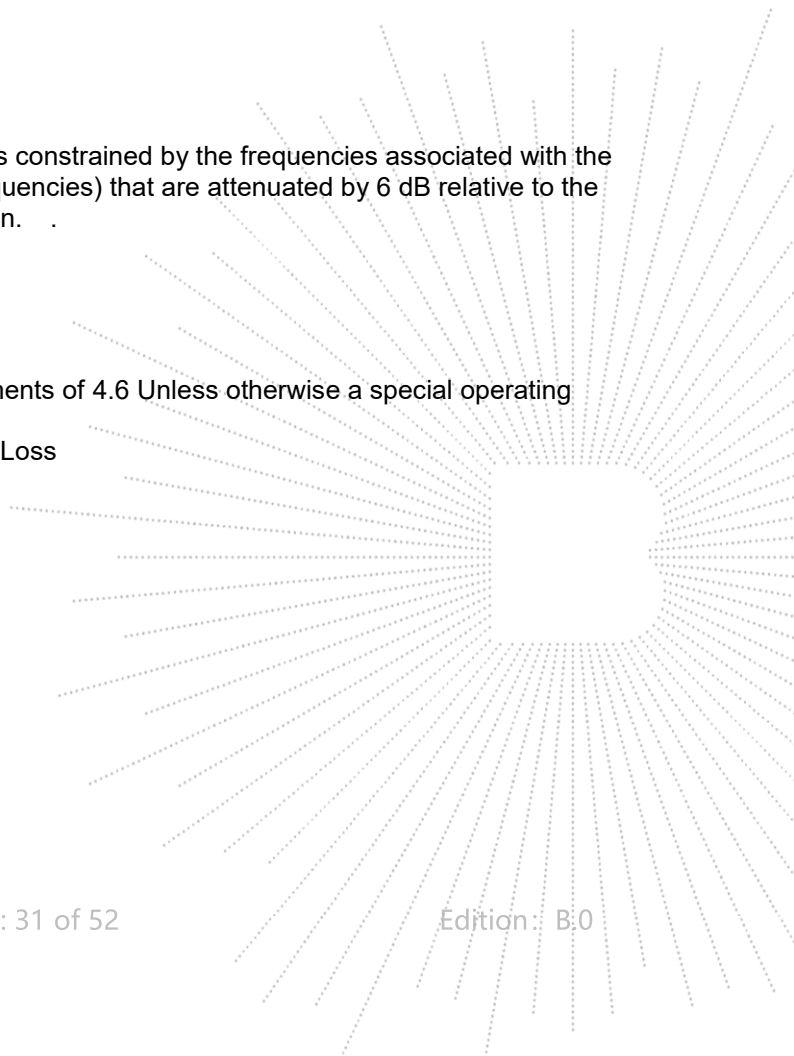 s constrained by the frequencies associated with the
quencies) that are attenuated by 6 dB relative to the
n. .
nents of 4.6 Unless otherwise a special operating
Loss
: 31 of 52 Edition: B.0